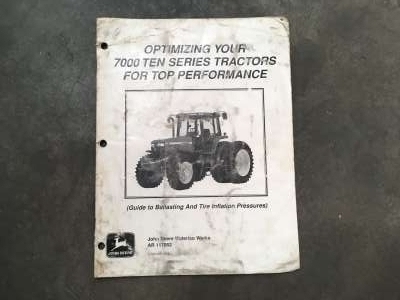 OPTIMIZING YOUR
7000 TEN SERIES TRACTORS
FOR TOP PERFORMANCE
(Guide to Ballasting And Tire Inflation Pressures)
John Deere Waterloo Works
JOHN DEERE